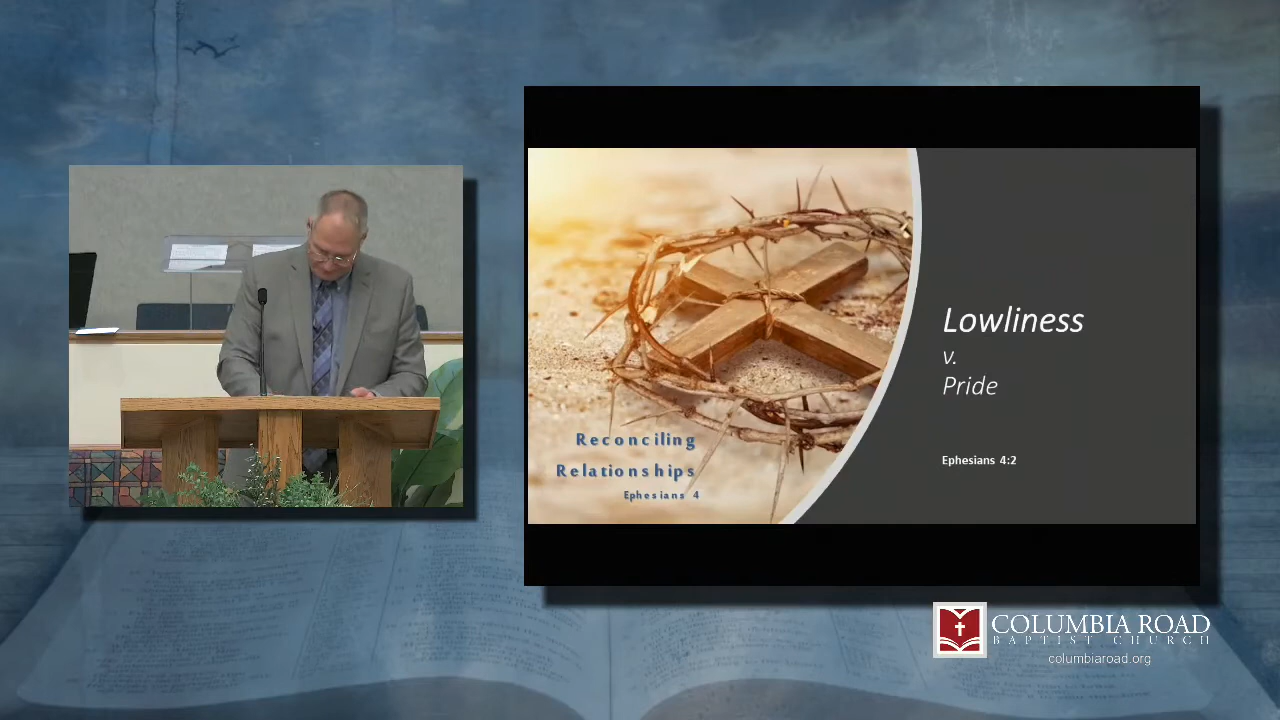 Lowliness
v.
Pride
Ephesians 4:2
Reconciling
Relationships
Ephesians 4
COLUMBIA ROAD
BAPTIST CHURCH
columbiaroad.org